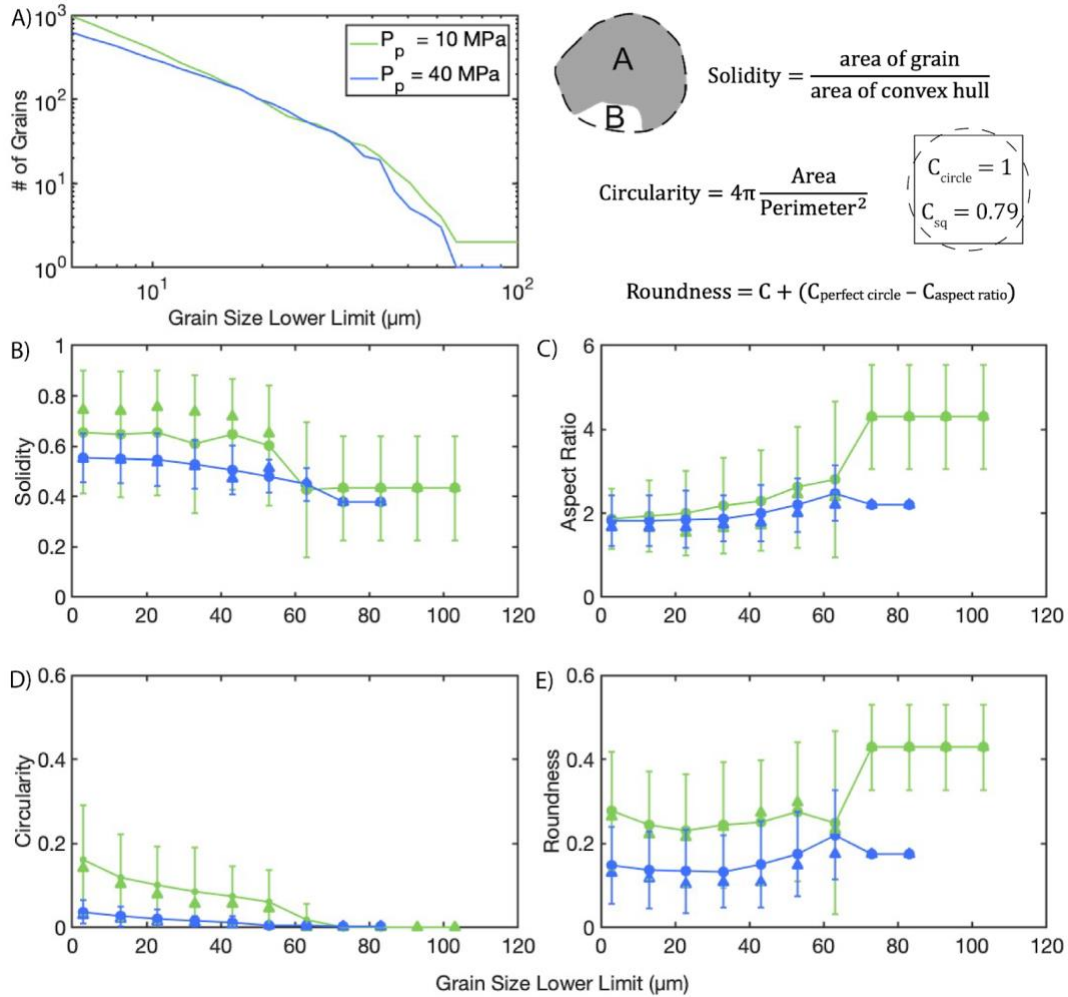 A)
10³
10²
10¹
10⁰
# of Grains
P_p = 10 MPa
P_p = 40 MPa
10¹ 10²
Grain Size Lower Limit (µm)
A
B
Solidity = area of grain / area of convex hull
Circularity = 4π Area / Perimeter²
C_circle = 1
C_sq = 0.79
Roundness = C + (C_perfect circle – C_aspect ratio)
B)
1
0.8
0.6
0.4
0.2
0
Solidity
0 20 40 60 80 100 120
C)
6
4
2
0
Aspect Ratio
0 20 40 60 80 100 120
D)
0.6
0.4
0.2
0
Circularity
0 20 40 60 80 100 120
E)
0.6
0.4
0.2
0
Roundness
0 20 40 60 80 100 120
Grain Size Lower Limit (µm)